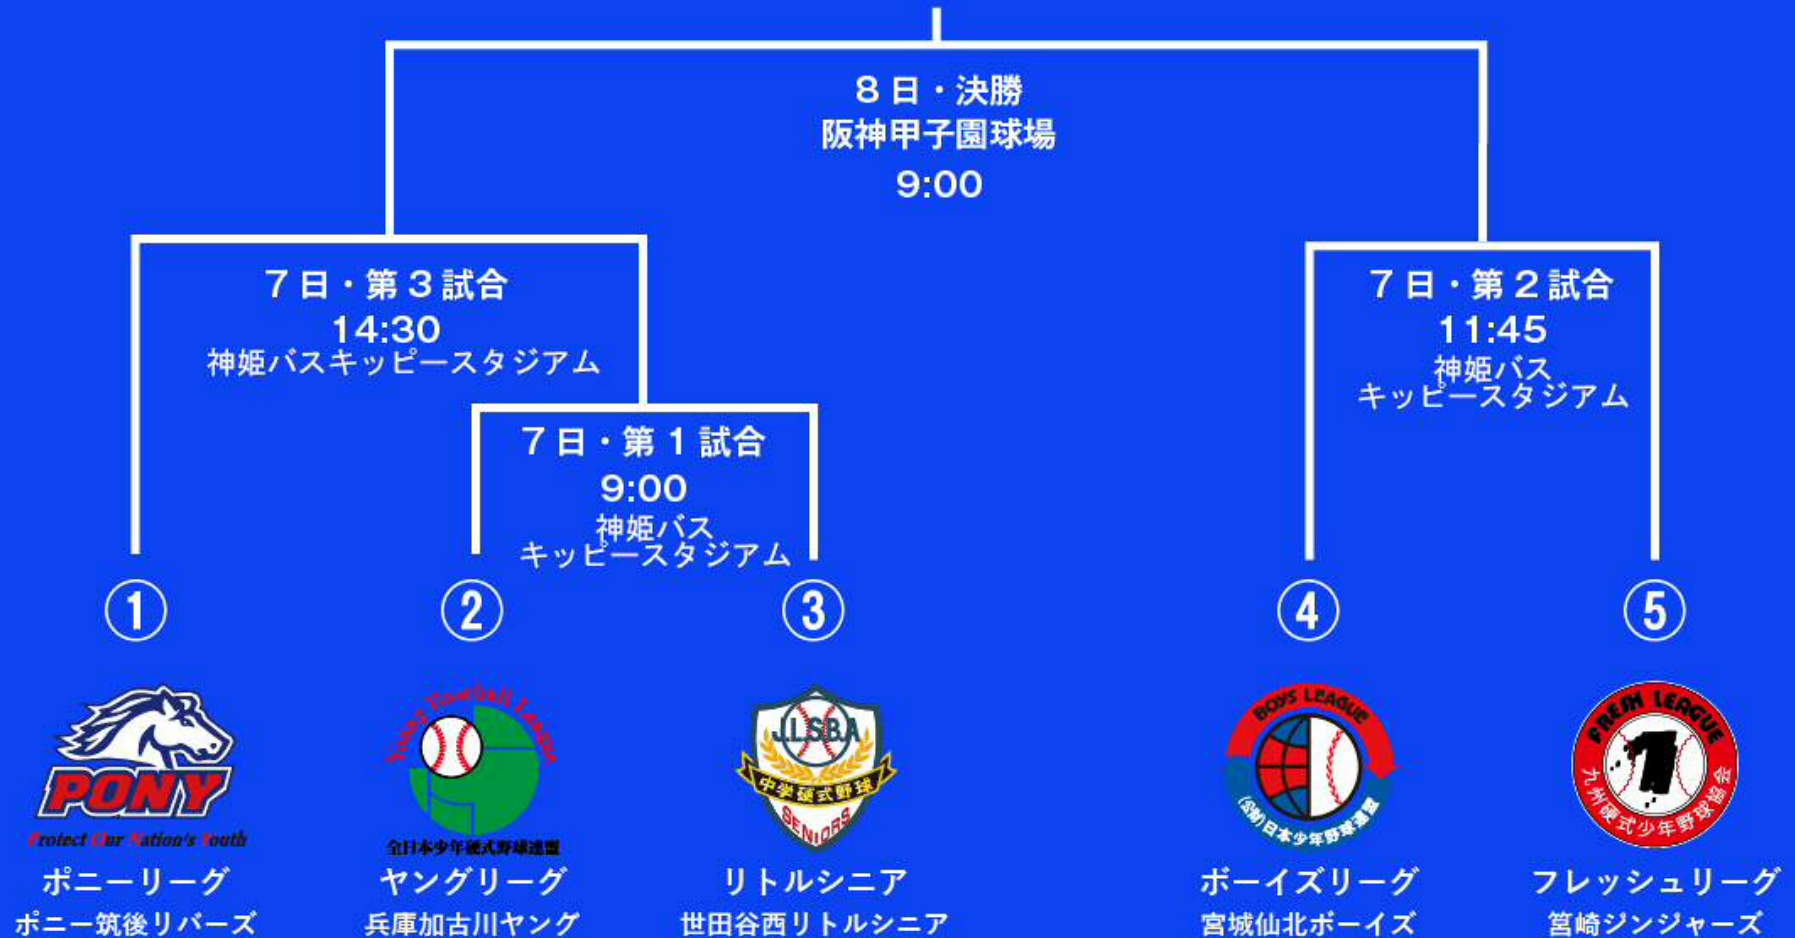 8日・決勝
阪神甲子園球場
9:00
7日・第3試合
14:30
神姫バスキッピースタジアム
7日・第2試合
11:45
神姫バス
キッピースタジアム
7日・第1試合
9:00
神姫バス
キッピースタジアム
① ② ③ ④ ⑤
PONY
Protect Our Nation's Youth
Young Baseball League
全日本少年硬式野球連盟
J.L.S.B.A
中学硬式野球
SENIORS
BOYS LEAGUE
(公財)日本少年野球連盟
FRESH LEAGUE
九州硬式少年野球協会
ポニーリーグ
ヤングリーグ
リトルシニア
ボーイズリーグ
フレッシュリーグ
ポニー筑後リバーズ
兵庫加古川ヤング
世田谷西リトルシニア
宮城仙北ボーイズ
筥崎ジンジャーズ